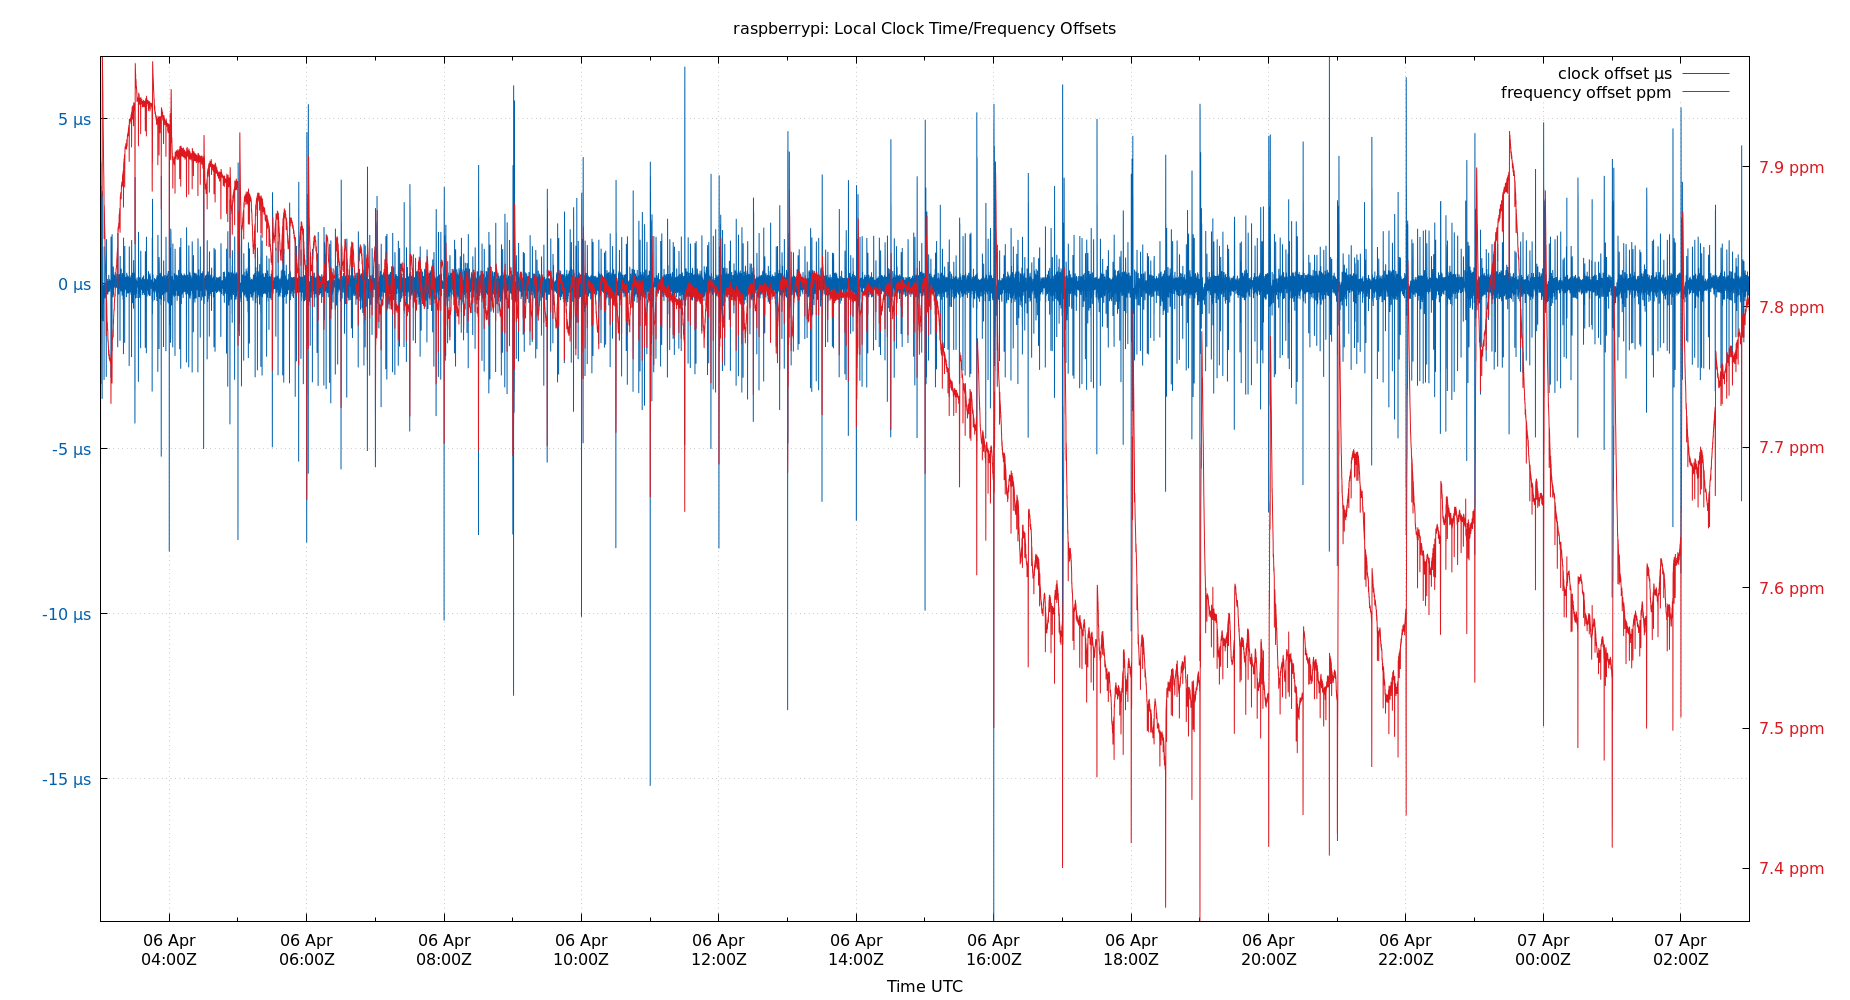 raspberrypi: Local Clock Time/Frequency Offsets
clock offset µs
frequency offset ppm
5 µs
0 µs
-5 µs
-10 µs
-15 µs
7.9 ppm
7.8 ppm
7.7 ppm
7.6 ppm
7.5 ppm
7.4 ppm
06 Apr 06 Apr 06 Apr 06 Apr 06 Apr 06 Apr 06 Apr 06 Apr 06 Apr 06 Apr 07 Apr 07 Apr
04:00Z 06:00Z 08:00Z 10:00Z 12:00Z 14:00Z 16:00Z 18:00Z 20:00Z 22:00Z 00:00Z 02:00Z
Time UTC